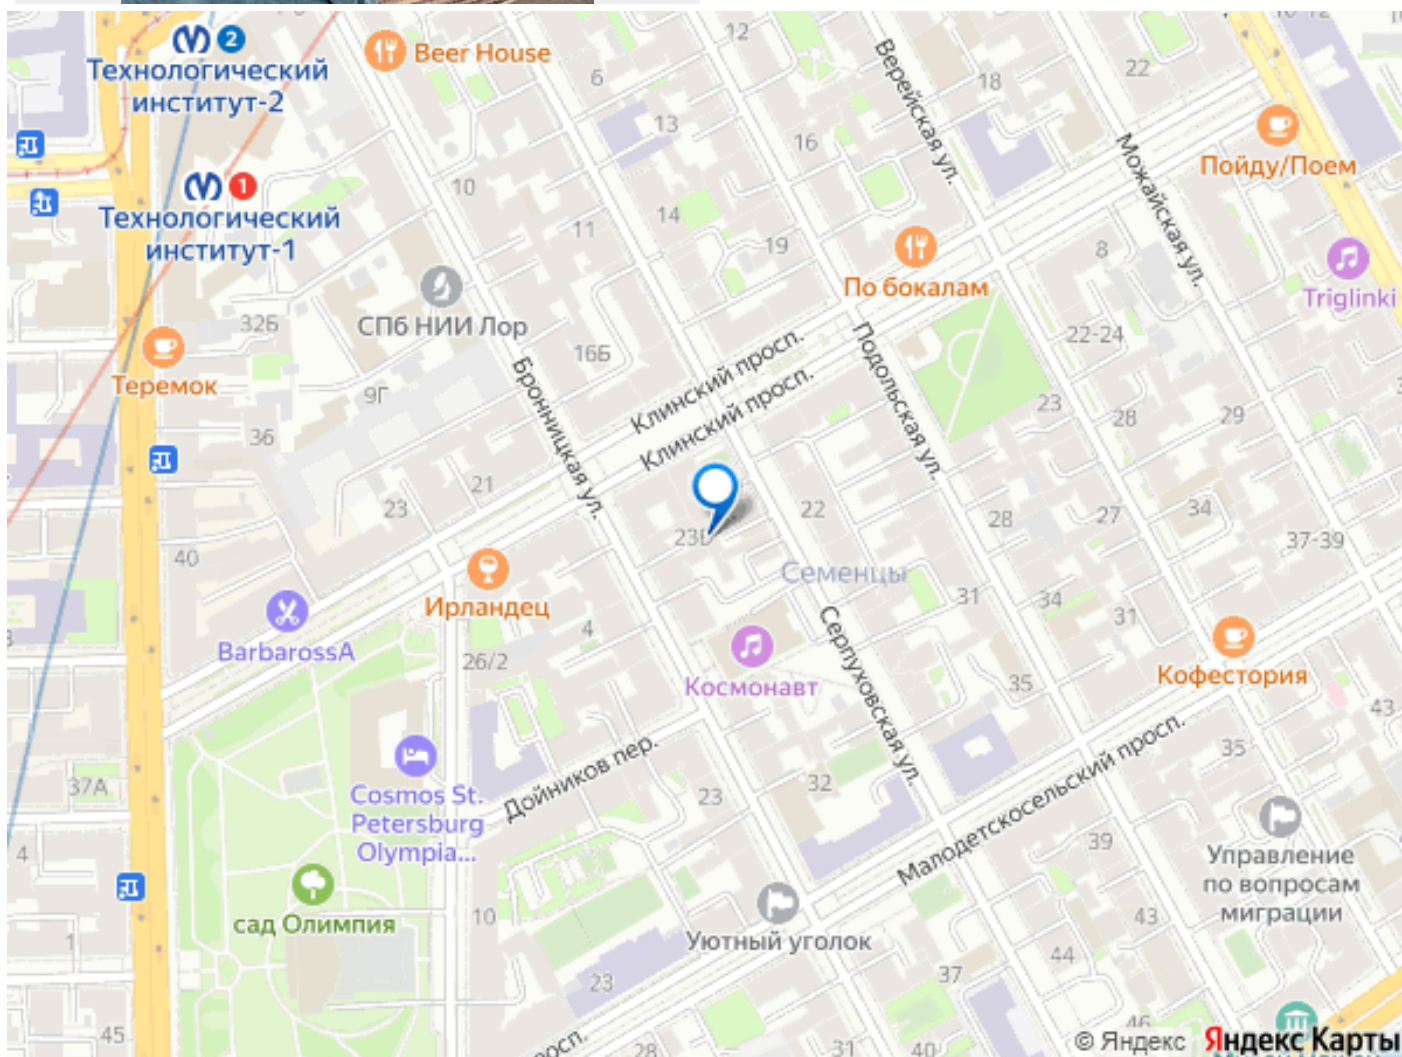 12
10-12
2
Beer House
Технологический
институт-2
6
18
22
Верейская ул.
13
16
Пойду/Поем
Можайская ул.
1
Технологический
институт-1
10
14
11
19
8
По бокалам
Triglinki
СПб НИИ Лор
32Б
16Б
22-24
Клинский просп.
Клинский просп.
Подольская ул.
Бронницкая ул.
Теремок
9Г
36
23
28
29
21
23
22
28
27
34
37-39
40
Семенцы
31
34
31
Ирландец
4
BarbarossA
26/2
Серпуховская ул.
Космонавт
35
Кофестория
43
35
37А
Дойников пер.
23
32
Малодетскосельский просп.
Cosmos St.
Petersburg
Olympia...
39
4
Управление
по вопросам
миграции
сад Олимпия
10
43
1
Уютный уголок
44
37
23
45
28
31
40
46
© Яндекс Яндекс Карты